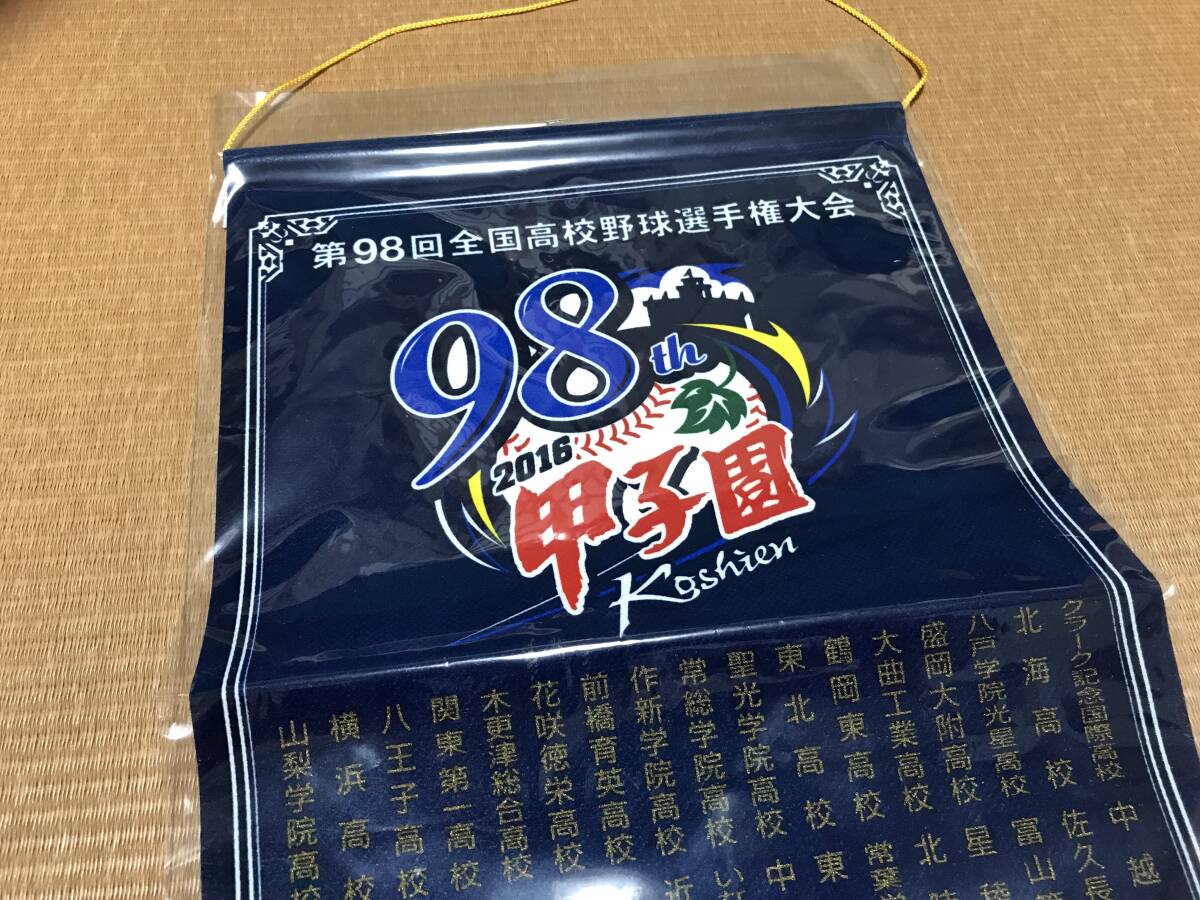 第98回全国高校野球選手権大会
98th
2016
甲子園
Koshien
クラーク記念国際高校
北海高校
八戸学院光星高校
盛岡大附高校
大曲工業高校
鶴岡東高校
東北高校
聖光学院高校
常総学院高校
作新学院高校
前橋育英高校
花咲徳栄高校
木更津総合高校
関東第一高校
八王子高校
横浜高校
山梨学院高校
中越
佐久長
富山
星稜
北
常葉
東
中
い
近